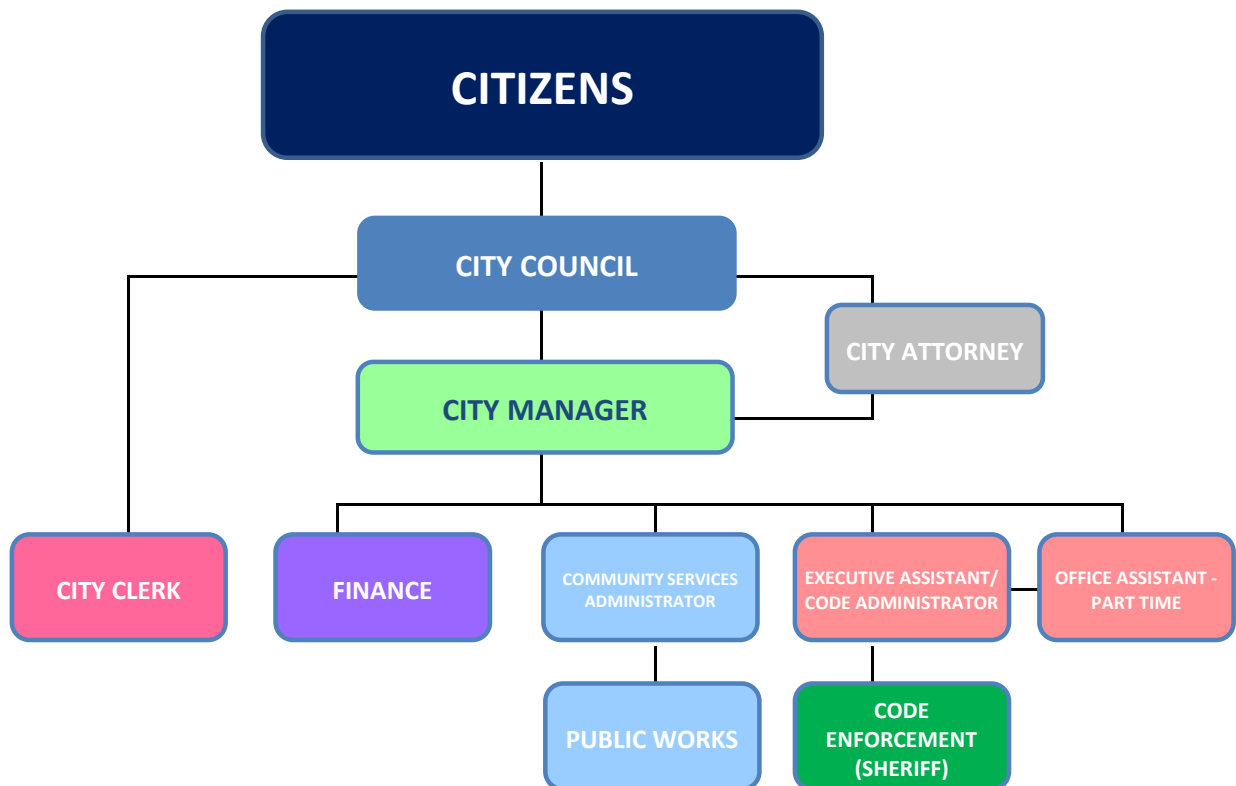 CITIZENS
CITY COUNCIL
CITY ATTORNEY
CITY MANAGER
CITY CLERK
FINANCE
COMMUNITY SERVICES
ADMINISTRATOR
EXECUTIVE ASSISTANT/
CODE ADMINISTRATOR
OFFICE ASSISTANT -
PART TIME
PUBLIC WORKS
CODE
ENFORCEMENT
(SHERIFF)